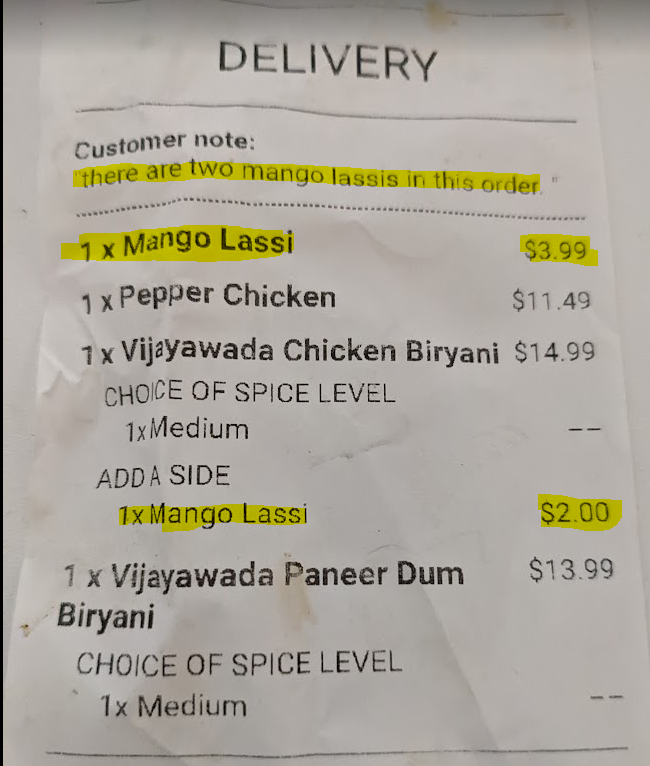 DELIVERY
Customer note:
"there are two mango lassis in this order. "
1 x Mango Lassi $3.99
1 x Pepper Chicken $11.49
1 x Vijayawada Chicken Biryani $14.99
CHOICE OF SPICE LEVEL
1x Medium --
ADD A SIDE
1x Mango Lassi $2.00
1 x Vijayawada Paneer Dum $13.99
Biryani
CHOICE OF SPICE LEVEL
1x Medium --